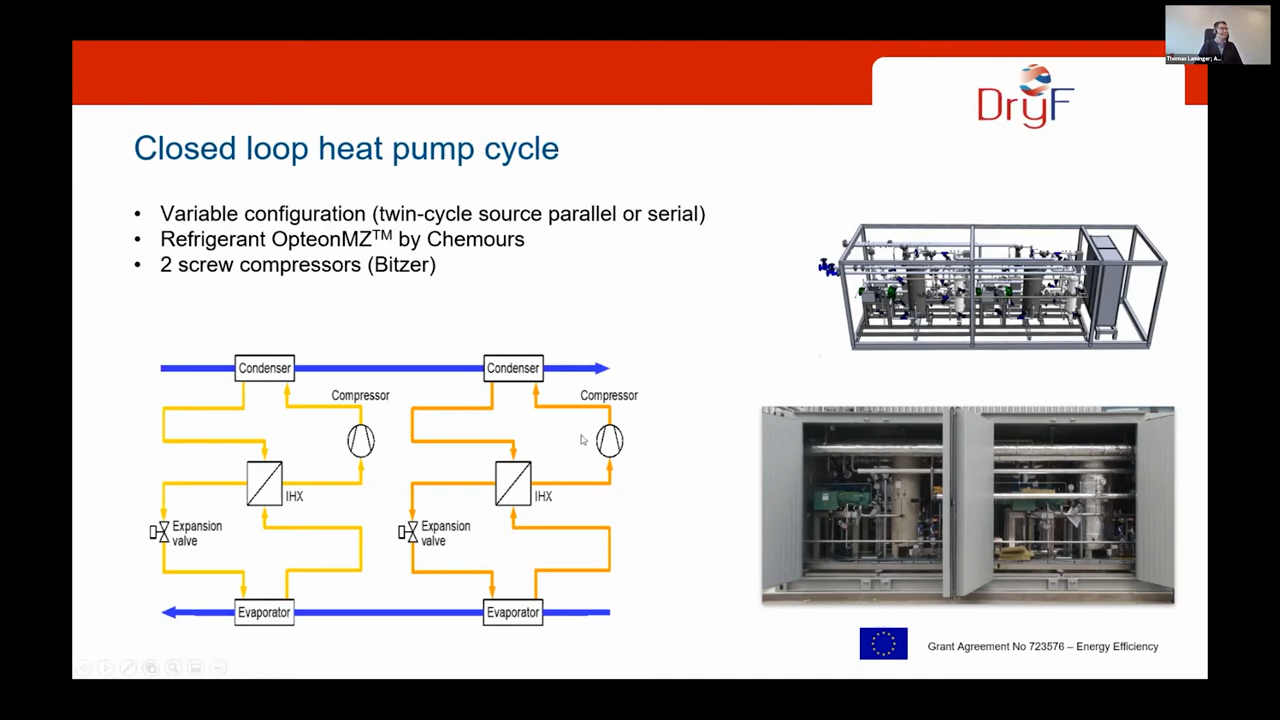 Thomas Laminger; A...
DryF
Closed loop heat pump cycle
• Variable configuration (twin-cycle source parallel or serial)
• Refrigerant OpteonMZTM by Chemours
• 2 screw compressors (Bitzer)
Condenser
Condenser
Compressor
Compressor
IHX
IHX
Expansion
valve
Expansion
valve
Evaporator
Evaporator
Grant Agreement No 723576 – Energy Efficiency